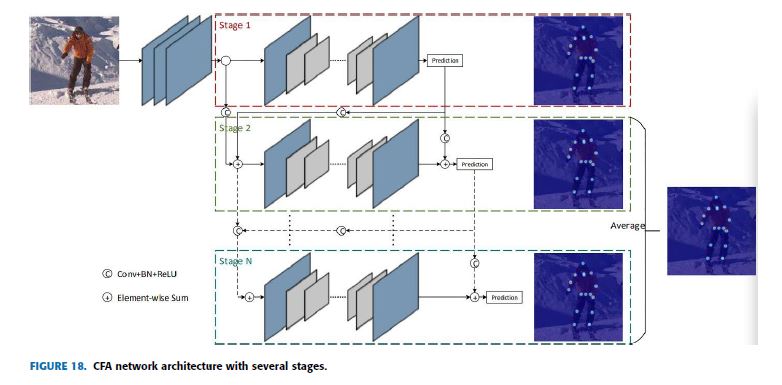 Stage 1
Prediction
C
C
Stage 2
C
+
+
Prediction
Average
C
C
Stage N
C
C Conv+BN+ReLU
+ Element-wise Sum
+
+
Prediction
FIGURE 18. CFA network architecture with several stages.